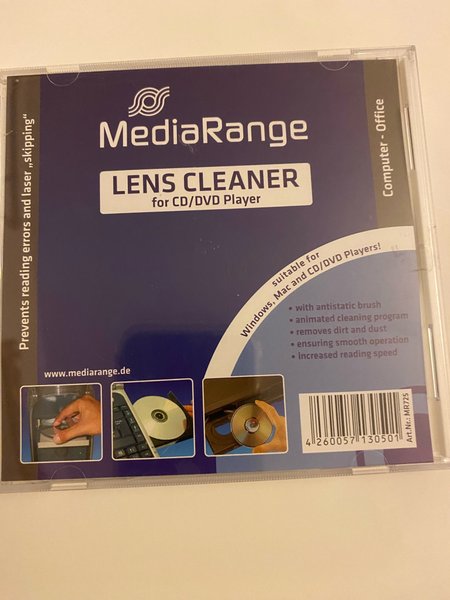 MediaRange
LENS CLEANER
for CD/DVD Player
Prevents reading errors and laser „skipping“
Computer - Office
suitable for
Windows, Mac and CD/DVD Players!
• with antistatic brush
• animated cleaning program
• removes dirt and dust
• ensuring smooth operation
• increased reading speed
www.mediarange.de
4 260057 130501
Art.Nr.: MR725